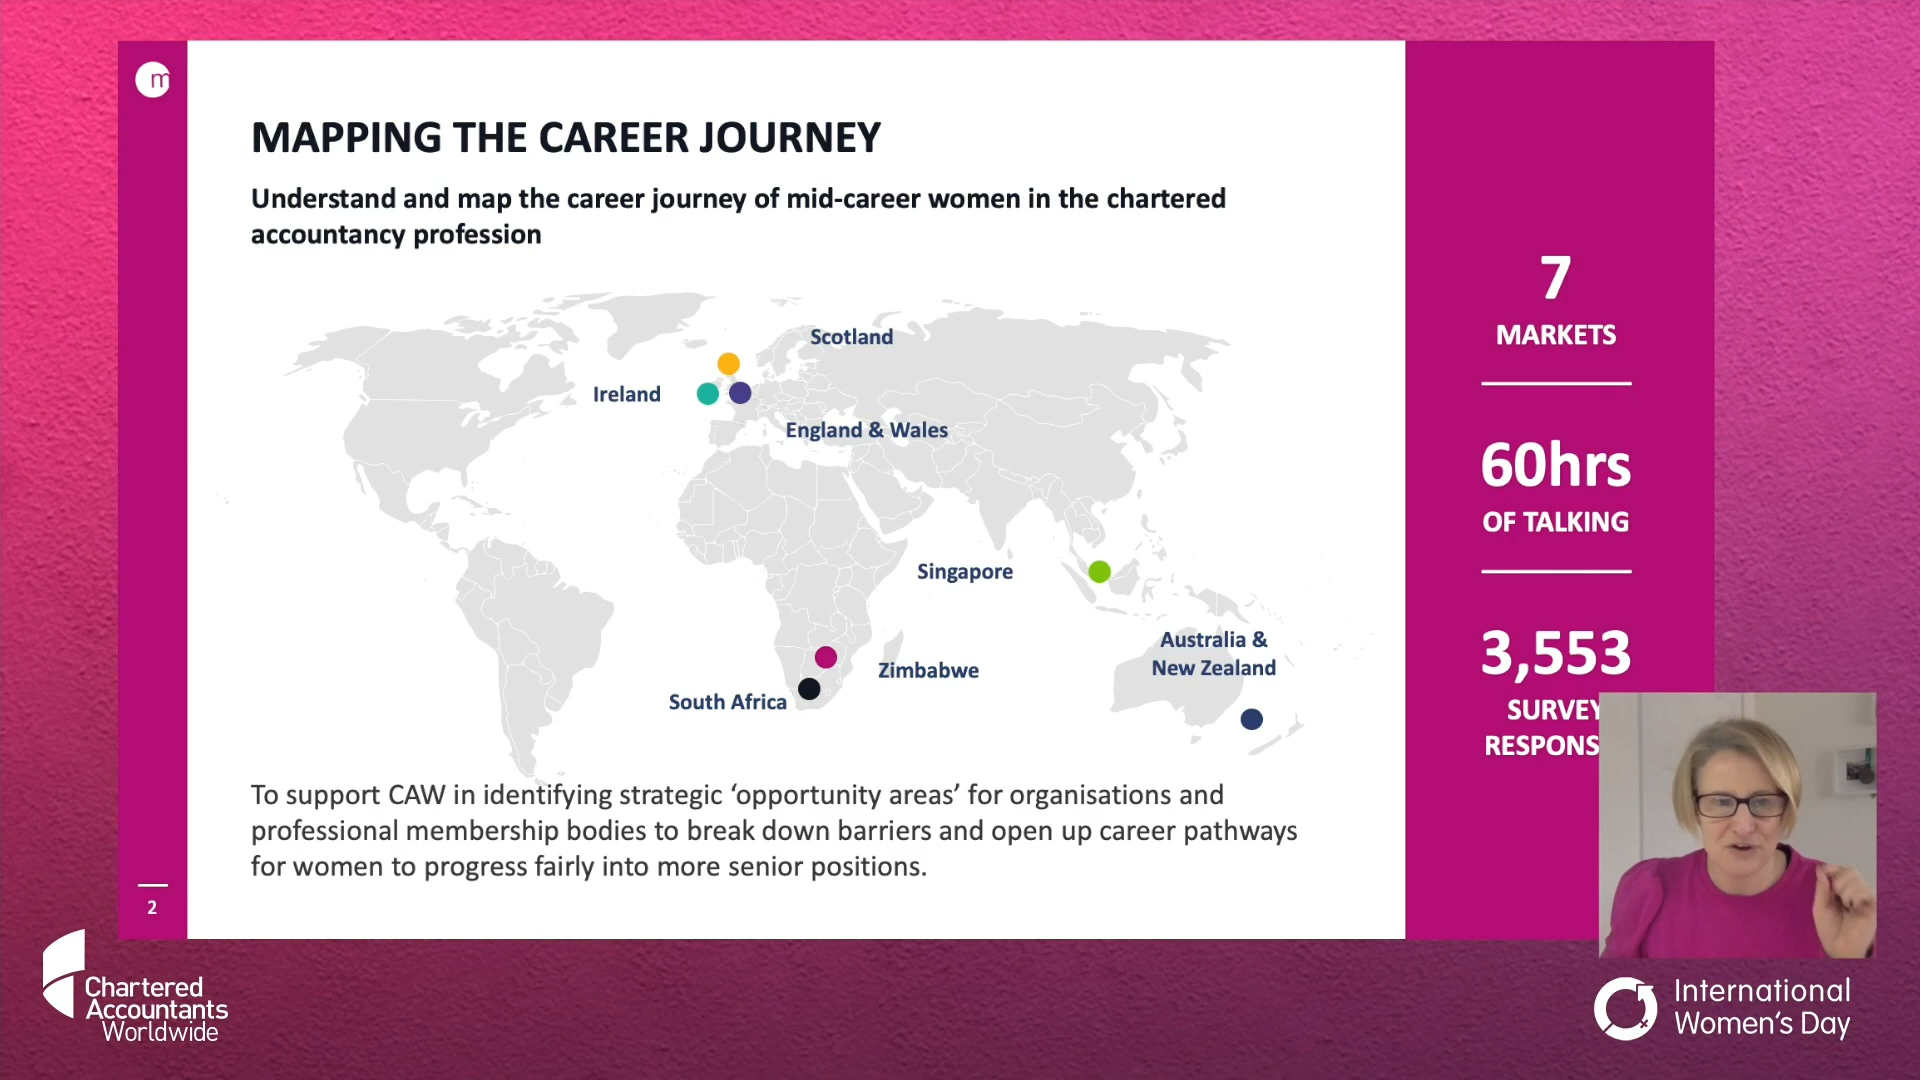 m
MAPPING THE CAREER JOURNEY
Understand and map the career journey of mid-career women in the chartered
accountancy profession
Scotland
Ireland
England & Wales
Singapore
Australia &
New Zealand
Zimbabwe
South Africa
To support CAW in identifying strategic ‘opportunity areas’ for organisations and
professional membership bodies to break down barriers and open up career pathways
for women to progress fairly into more senior positions.
7
MARKETS
60hrs
OF TALKING
3,553
SURVEY
RESPONS
2
Chartered
Accountants
Worldwide
International
Women's Day